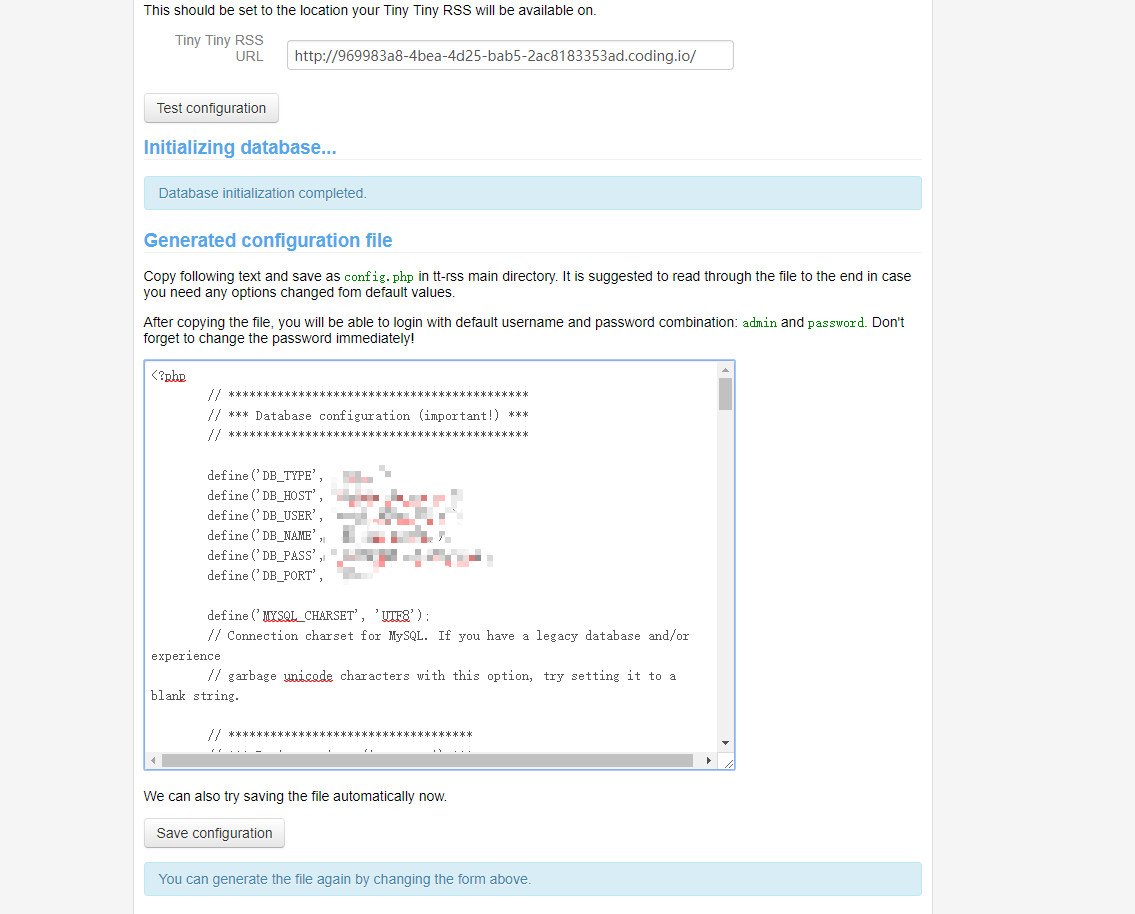 This should be set to the location your Tiny Tiny RSS will be available on.
Tiny Tiny RSS
URL
http://969983a8-4bea-4d25-bab5-2ac8183353ad.coding.io/
Test configuration
Initializing database...
Database initialization completed.
Generated configuration file
Copy following text and save as config.php in tt-rss main directory. It is suggested to read through the file to the end in case
you need any options changed fom default values.
After copying the file, you will be able to login with default username and password combination: admin and password. Don't
forget to change the password immediately!
<?php
// *******************************************
// *** Database configuration (important!) ***
// *******************************************
define('DB_TYPE',
define('DB_HOST',
define('DB_USER',
define('DB_NAME',
define('DB_PASS',
define('DB_PORT',
define('MYSQL_CHARSET', 'UTF8');
// Connection charset for MySQL. If you have a legacy database and/or
experience
// garbage unicode characters with this option, try setting it to a
blank string.
// ***********************************
We can also try saving the file automatically now.
Save configuration
You can generate the file again by changing the form above.